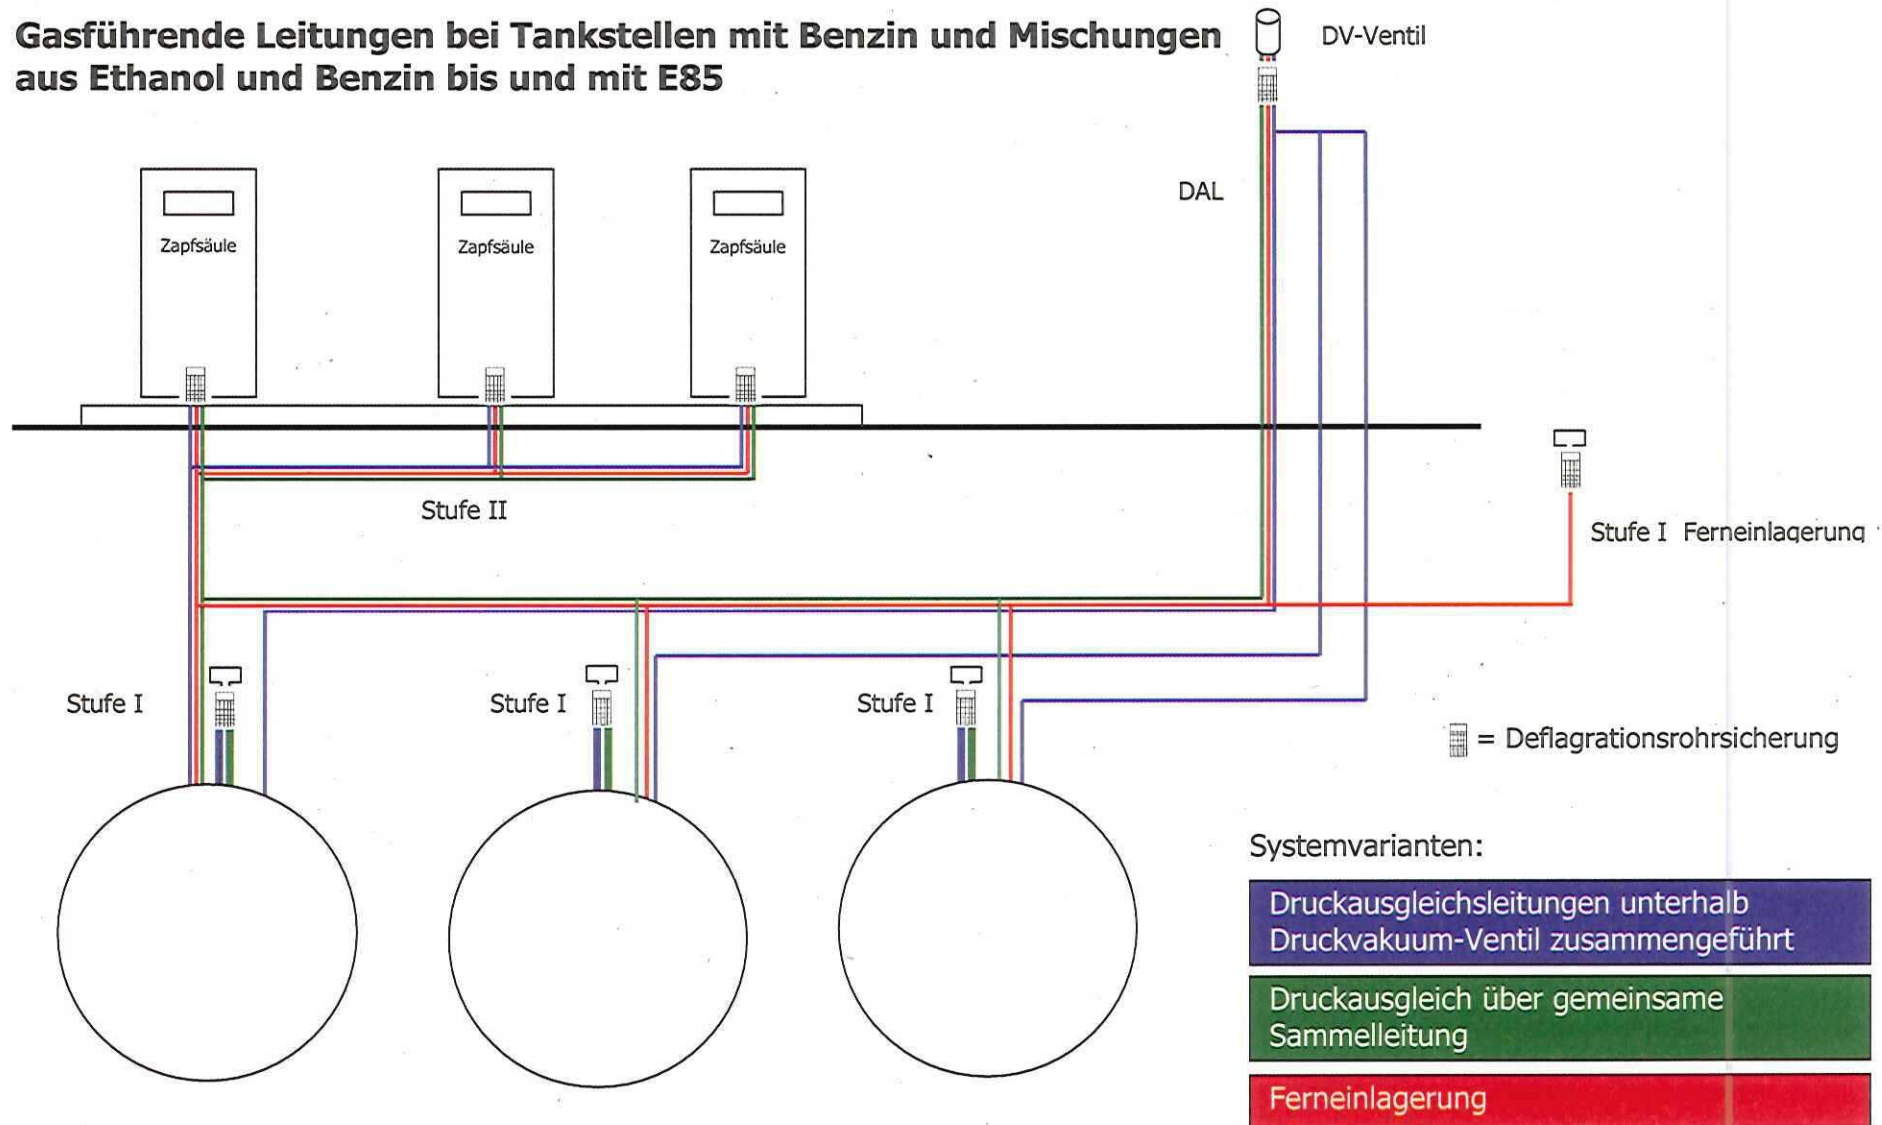 Gasführende Leitungen bei Tankstellen mit Benzin und Mischungen
aus Ethanol und Benzin bis und mit E85
DV-Ventil
DAL
Zapfsäule
Zapfsäule
Zapfsäule
Stufe II
Stufe I Ferneinlagerung
Stufe I
Stufe I
Stufe I
= Deflagrationsrohrsicherung
Systemvarianten:
Druckausgleichsleitungen unterhalb
Druckvakuum-Ventil zusammengeführt
Druckausgleich über gemeinsame
Sammelleitung
Ferneinlagerung